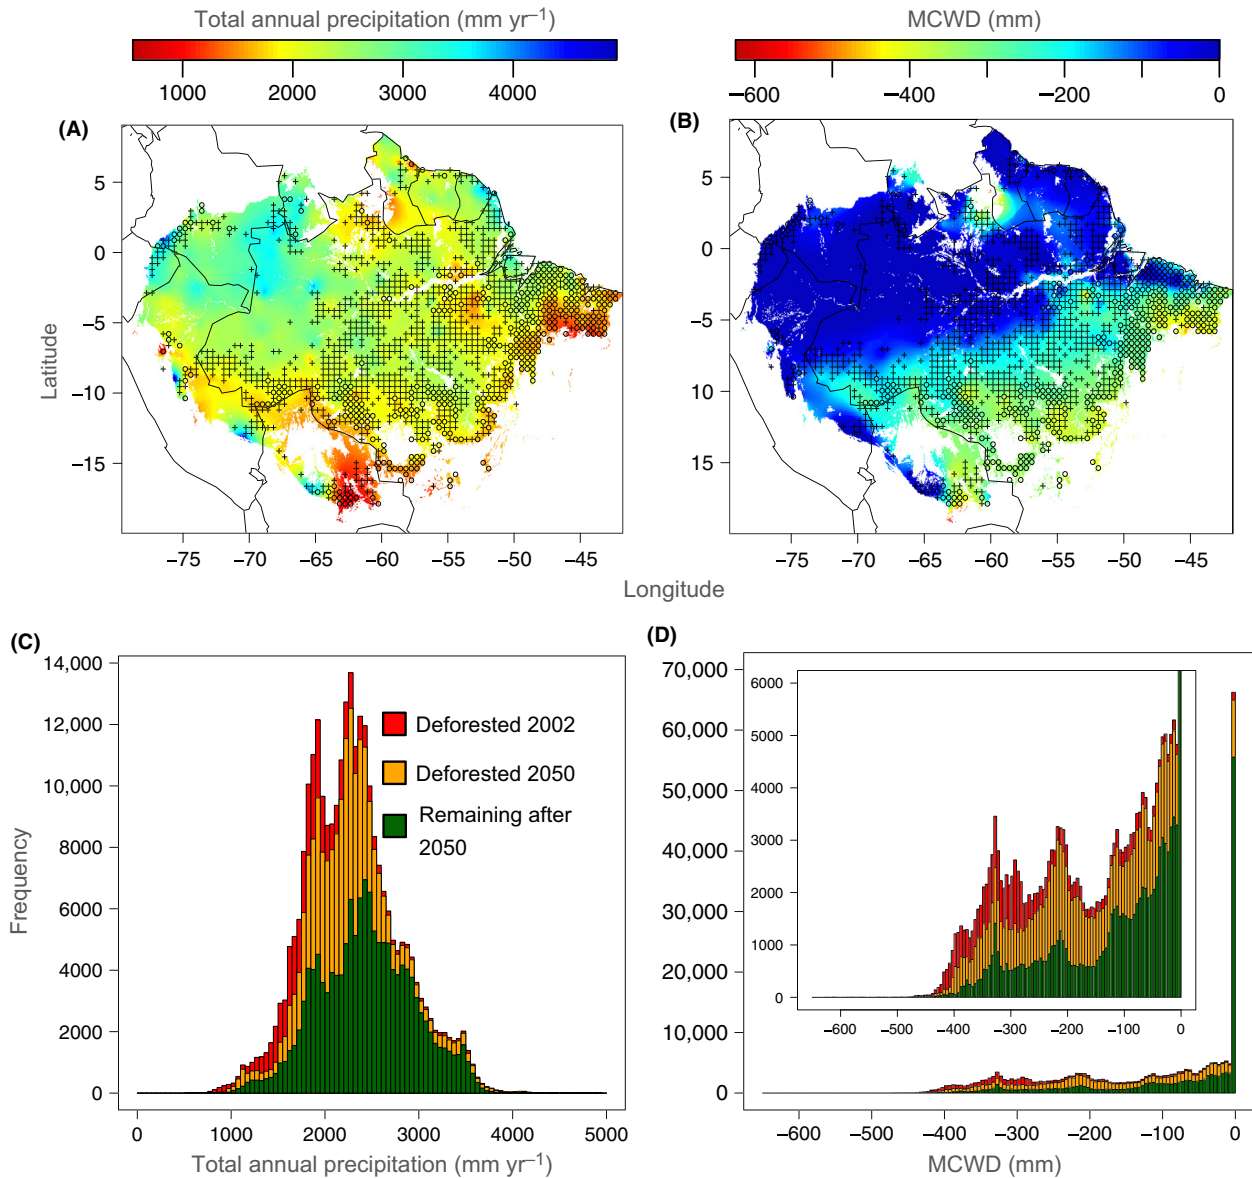 Total annual precipitation (mm yr⁻¹)
MCWD (mm)
1000 2000 3000 4000
−600 −400 −200 0
(A)
(B)
5
0
−5
−10
−15
5
0
−5
10
15
Latitude
−75 −70 −65 −60 −55 −50 −45
−75 −70 −65 −60 −55 −50 −45
Longitude
(C)
(D)
14,000
12,000
10,000
8000
6000
4000
2000
0
Frequency
Deforested 2002
Deforested 2050
Remaining after
2050
0 1000 2000 3000 4000 5000
Total annual precipitation (mm yr⁻¹)
70,000
60,000
50,000
40,000
30,000
20,000
10,000
0
6000
5000
4000
3000
2000
1000
0
−600 −500 −400 −300 −200 −100 0
−600 −500 −400 −300 −200 −100 0
MCWD (mm)